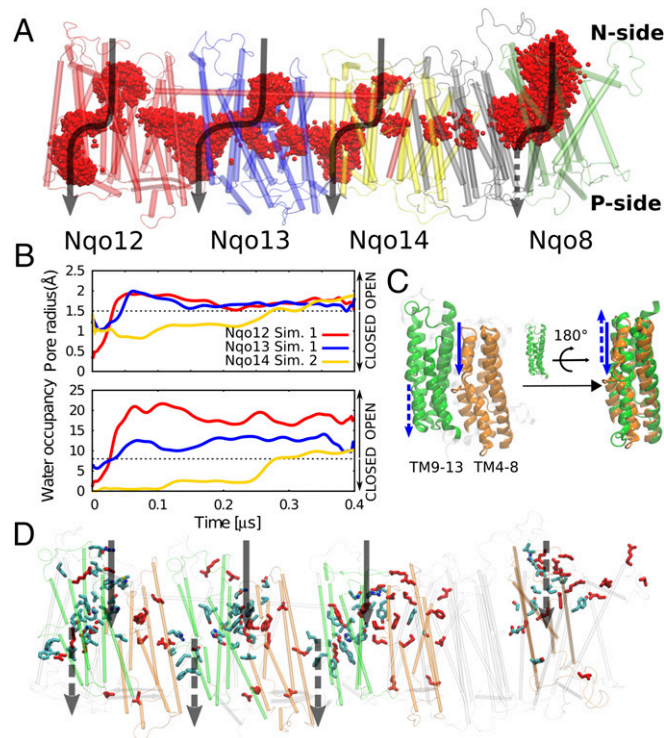 A
N-side
P-side
Nqo12 Nqo13 Nqo14 Nqo8
B
Pore radius(Å)
2.5
2
1.5
1
0.5
0
Nqo12 Sim. 1
Nqo13 Sim. 1
Nqo14 Sim. 2
CLOSED OPEN
Water occupancy
25
20
15
10
5
0
CLOSED OPEN
0 0.1 0.2 0.3 0.4
Time [μs]
C
180°
TM9-13 TM4-8
D